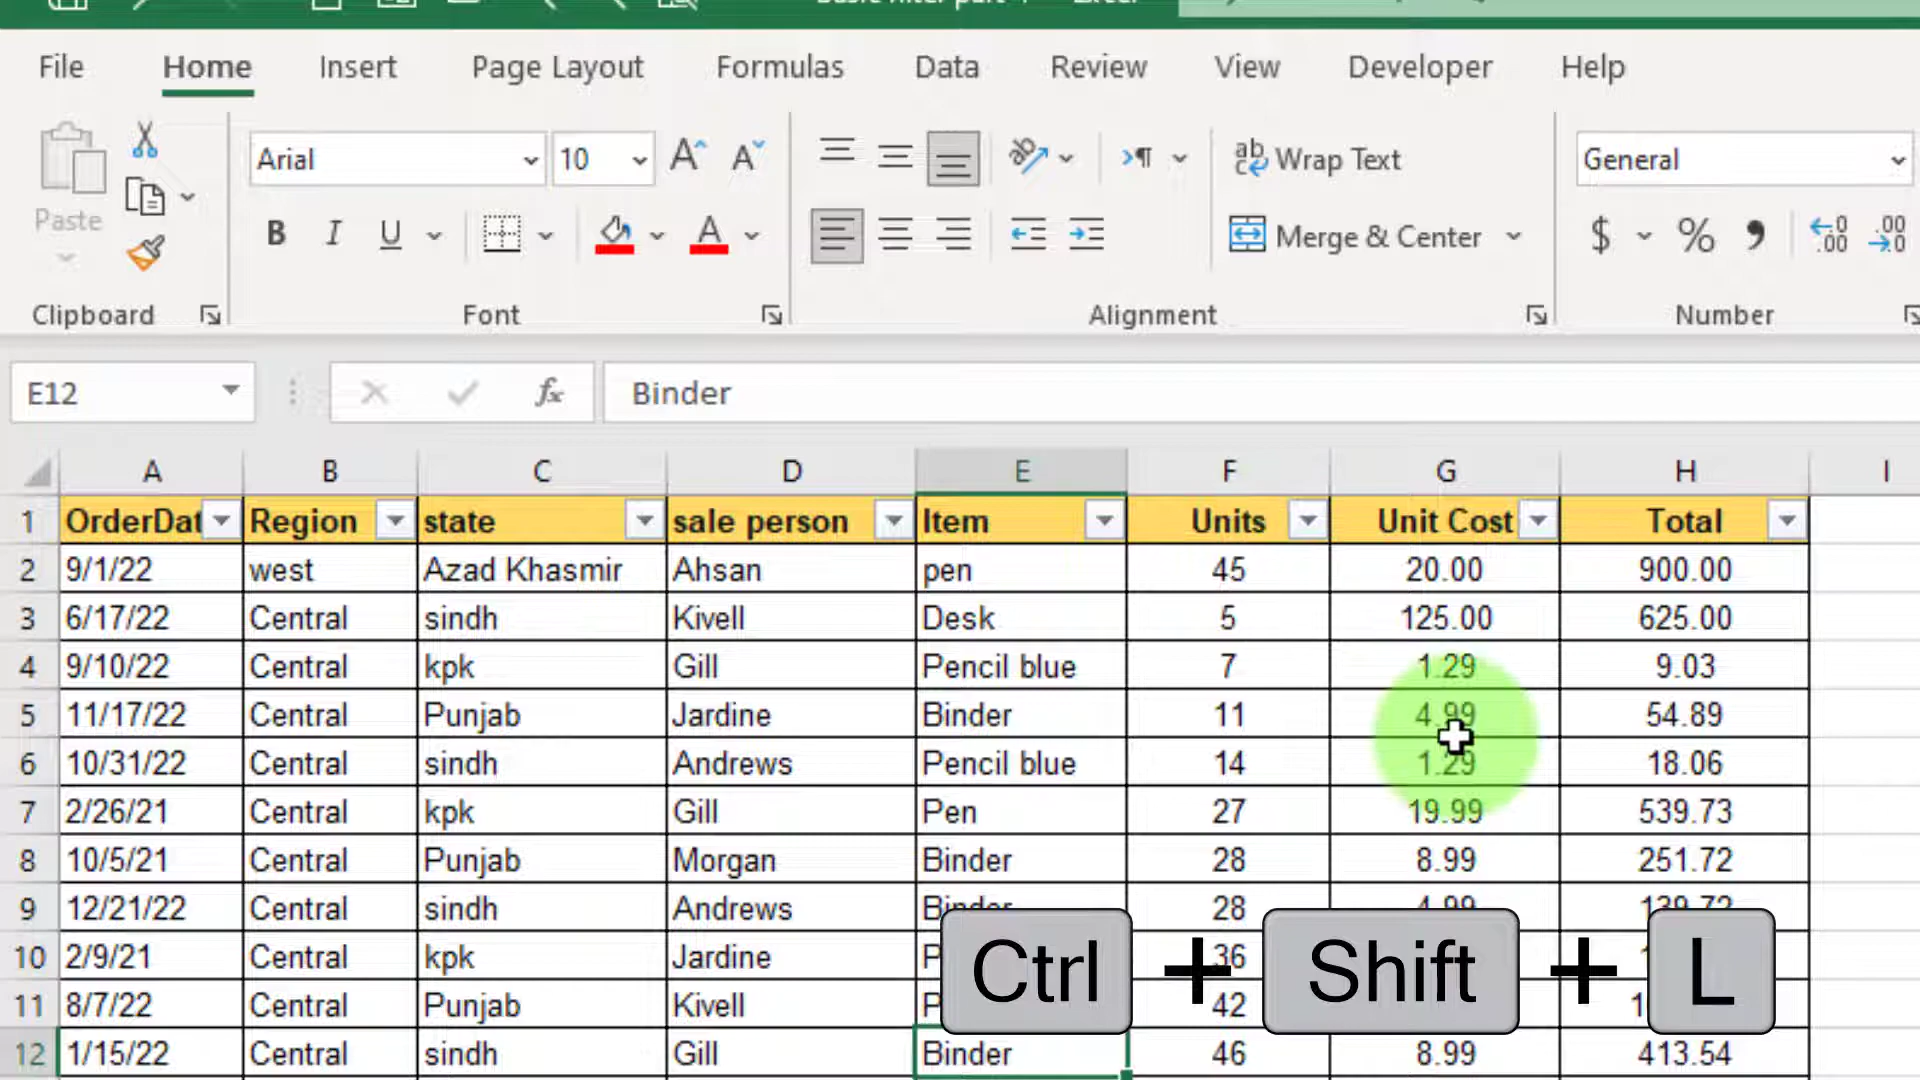 File Home Insert Page Layout Formulas Data Review View Developer Help
Arial 10 Wrap Text General
Paste B I U Merge & Center $ %
Clipboard Font Alignment Number
E12 fx Binder
A B C D E F G H I
1 OrderDat Region state sale person Item Units Unit Cost Total
2 9/1/22 west Azad Khasmir Ahsan pen 45 20.00 900.00
3 6/17/22 Central sindh Kivell Desk 5 125.00 625.00
4 9/10/22 Central kpk Gill Pencil blue 7 1.29 9.03
5 11/17/22 Central Punjab Jardine Binder 11 4.99 54.89
6 10/31/22 Central sindh Andrews Pencil blue 14 1.29 18.06
7 2/26/21 Central kpk Gill Pen 27 19.99 539.73
8 10/5/21 Central Punjab Morgan Binder 28 8.99 251.72
9 12/21/22 Central sindh Andrews Binder 28 4.99 139.72
10 2/9/21 Central kpk Jardine 36
11 8/7/22 Central Punjab Kivell 42
Ctrl + Shift + L
12 1/15/22 Central sindh Gill Binder 46 8.99 413.54